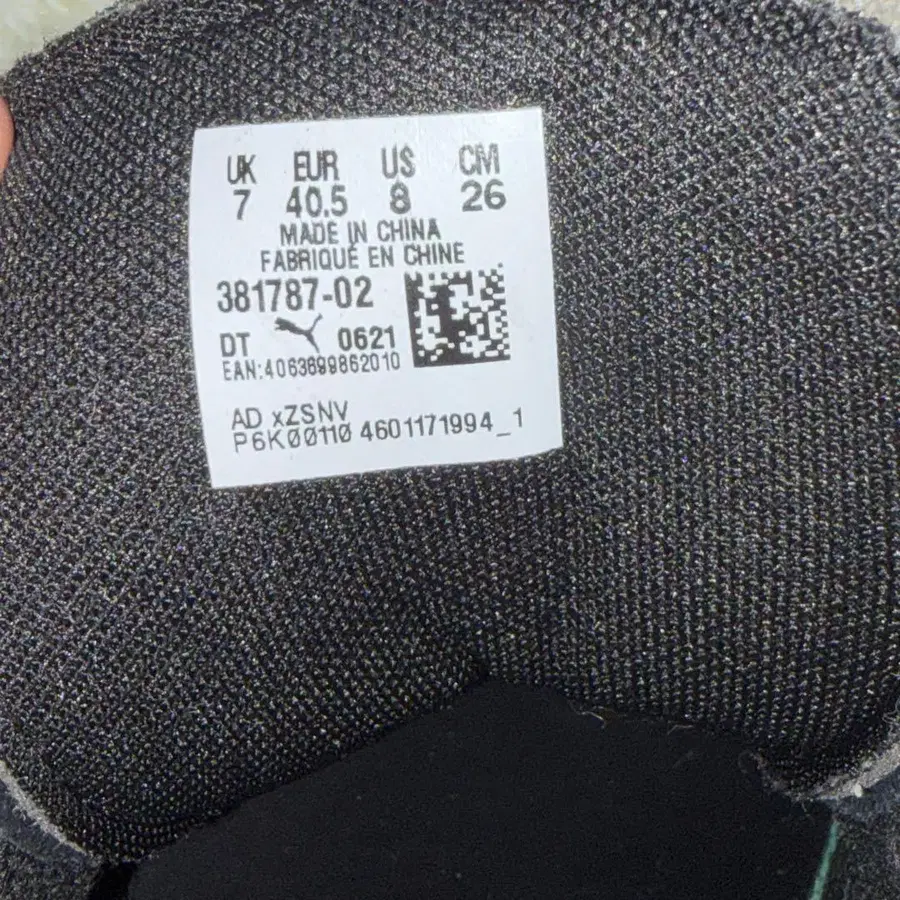 UK EUR US CM
7 40.5 8 26
MADE IN CHINA
FABRIQUÉ EN CHINE
381787-02
DT 0621
EAN:4063699862010
AD xZSNV
P6K00110 4601171994_1